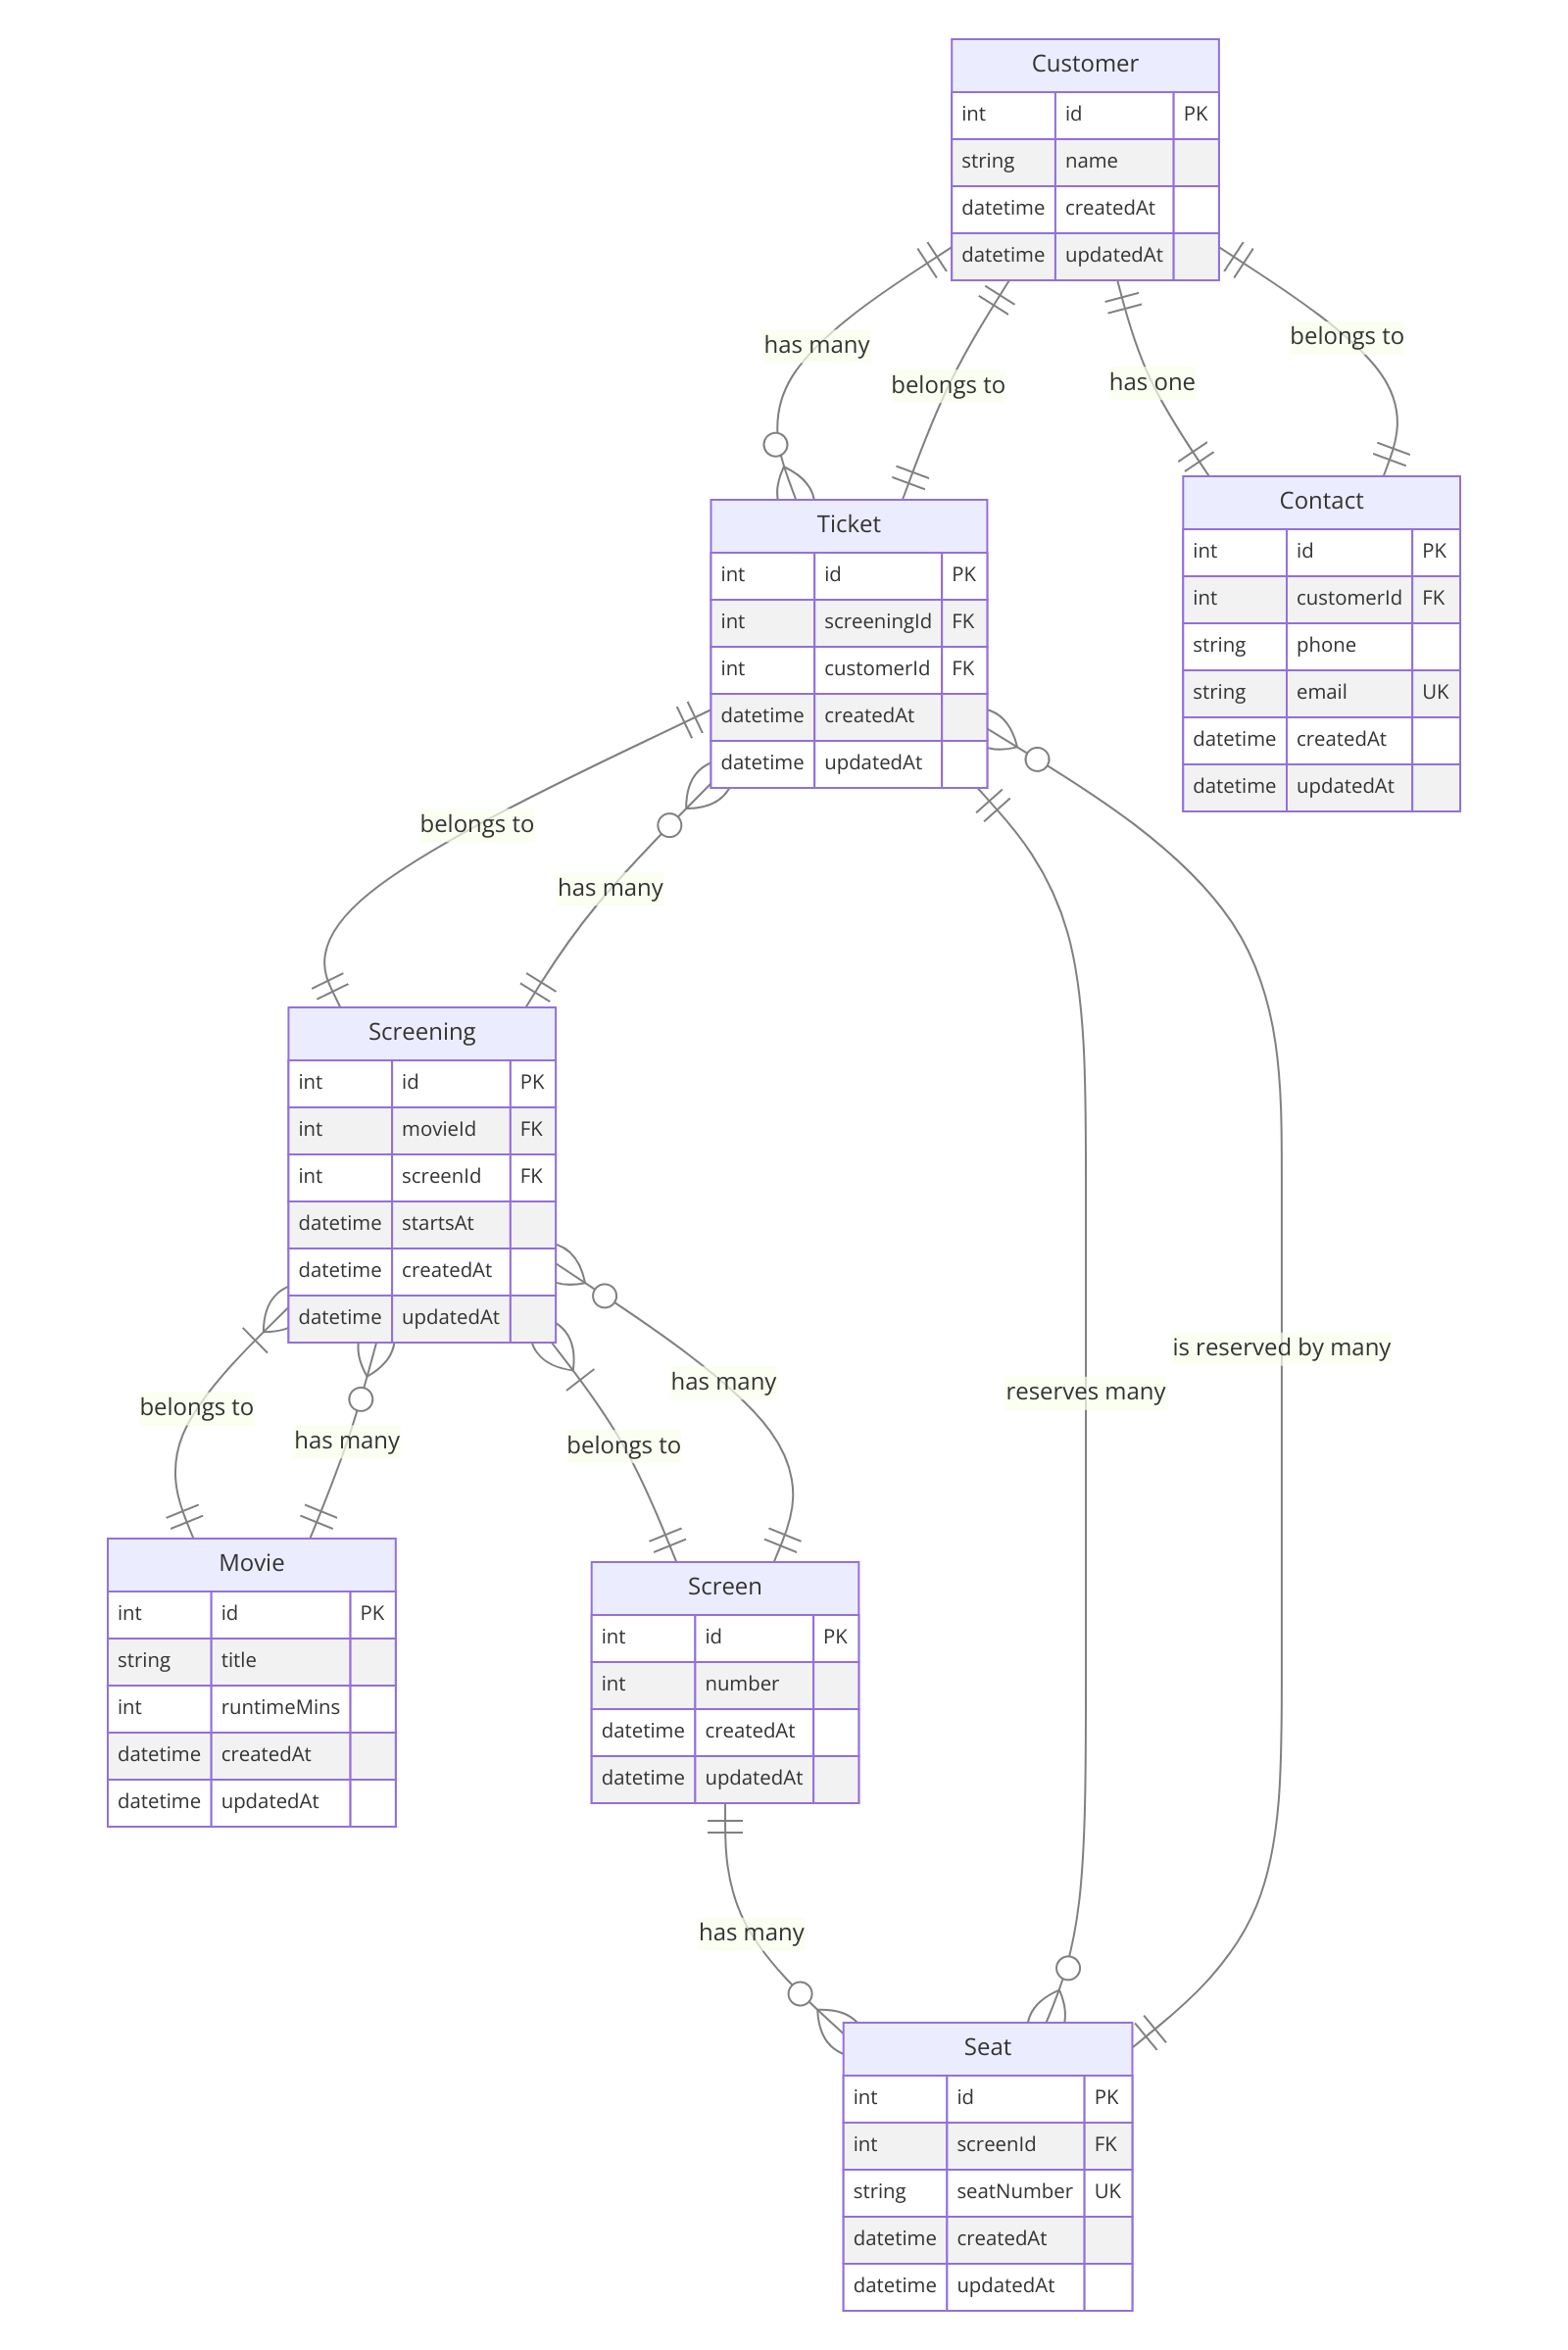 Customer
int id PK
string name
datetime createdAt
datetime updatedAt
has many
belongs to
has one
belongs to
Ticket
int id PK
int screeningId FK
int customerId FK
datetime createdAt
datetime updatedAt
Contact
int id PK
int customerId FK
string phone
string email UK
datetime createdAt
datetime updatedAt
belongs to
has many
Screening
int id PK
int movieId FK
int screenId FK
datetime startsAt
datetime createdAt
datetime updatedAt
is reserved by many
has many
reserves many
belongs to
has many
belongs to
Movie
int id PK
string title
int runtimeMins
datetime createdAt
datetime updatedAt
Screen
int id PK
int number
datetime createdAt
datetime updatedAt
has many
Seat
int id PK
int screenId FK
string seatNumber UK
datetime createdAt
datetime updatedAt